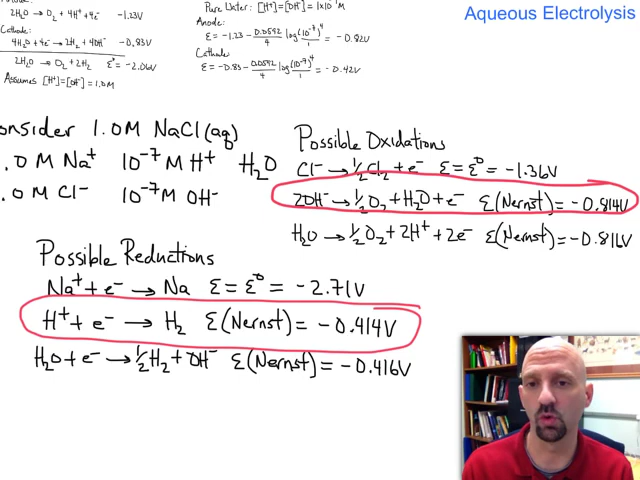 Aqueous Electrolysis
2H₂O → O₂ + 4H⁺ + 4e⁻ −1.23V
Cathode:
4H₂O + 4e⁻ → 2H₂ + 4OH⁻ −0.83V
2H₂O → O₂ + 2H₂ ℰ° = −2.06V
Assumes [H⁺]=[OH⁻]=1.0M
Pure Water: [H⁺]=[OH⁻]= 1x10⁻⁷M
Anode:
ℰ = −1.23 − 0.0592/4 log (10⁻⁷)⁴/1 = −0.82V
Cathode:
ℰ = −0.83 − 0.0592/4 log (10⁻⁷)⁴/1 = −0.42V
onsider 1.0M NaCl(aq)
.0 M Na⁺ 10⁻⁷ M H⁺ H₂O
.0 M Cl⁻ 10⁻⁷ M OH⁻
Possible Oxidations
Cl⁻ → ½Cl₂ + e⁻ ℰ = ℰ° = −1.36V
2OH⁻ → ½O₂ + H₂O + e⁻ ℰ(Nernst) = −0.814V
H₂O → ½O₂ + 2H⁺ + 2e⁻ ℰ(Nernst) = −0.816V
Possible Reductions
Na⁺ + e⁻ → Na ℰ = ℰ° = −2.71V
H⁺ + e⁻ → H₂ ℰ(Nernst) = −0.414V
H₂O + e⁻ → ½H₂ + OH⁻ ℰ(Nernst) = −0.416V